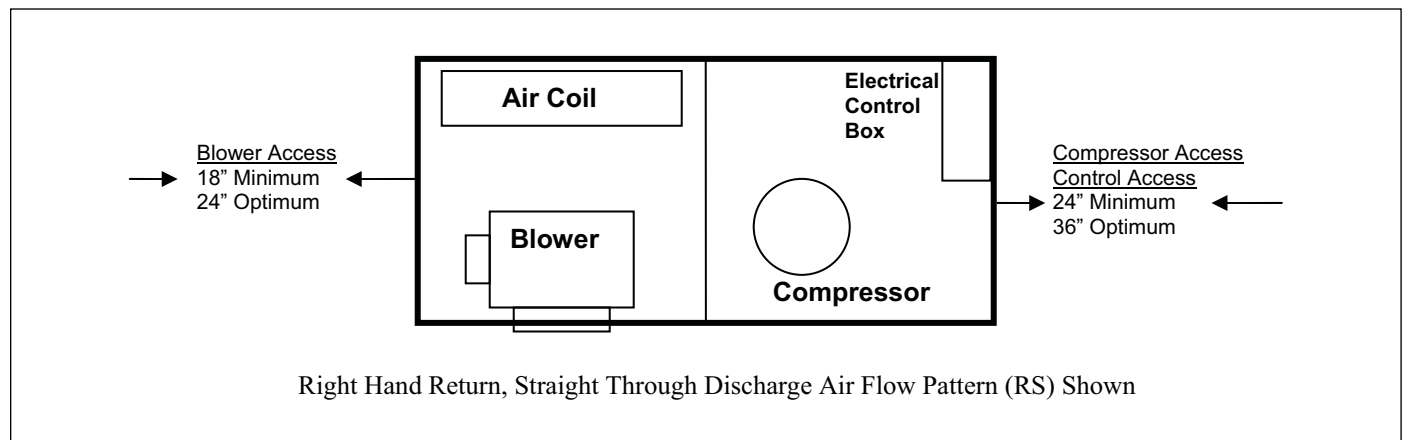 Air Coil
Electrical
Control
Box
Blower Access
18” Minimum
24” Optimum
Compressor Access
Control Access
24” Minimum
36” Optimum
Blower
Compressor
Right Hand Return, Straight Through Discharge Air Flow Pattern (RS) Shown